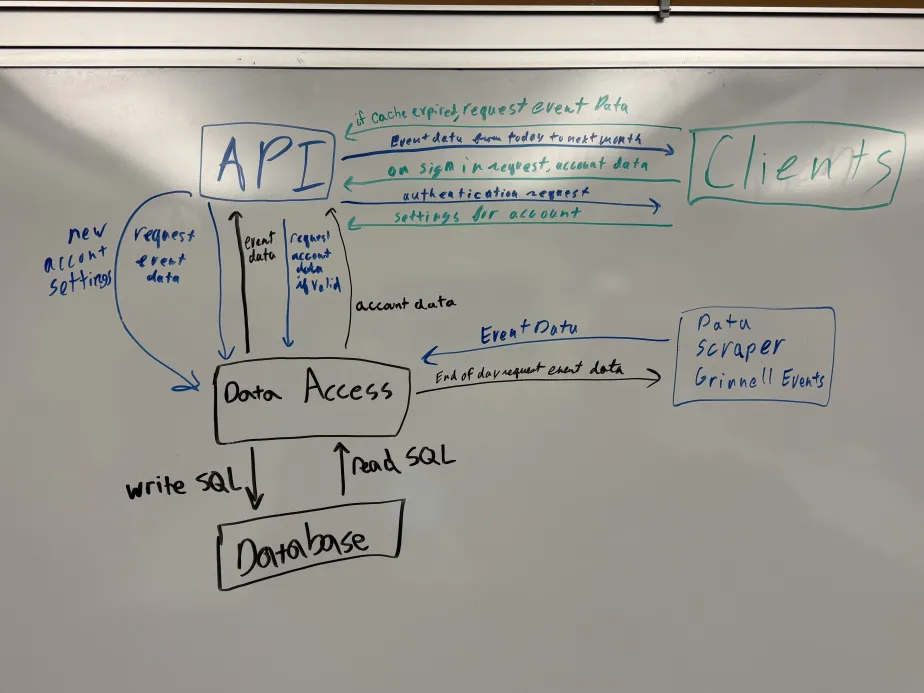 if cache expired, request event Data
API
Event data from today to next month
Clients
on sign in request, account data
authentication request
settings for account
new
accont
settings
request
event
data
event
data
request
account
data
if valid
account data
Event Data
Data
Scraper
Grinnell Events
Data Access
End of day request event data
write SQL
read SQL
Database